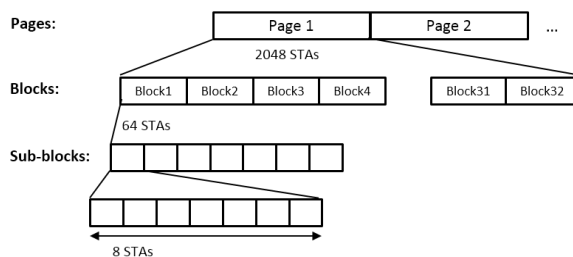 Pages: Page 1 Page 2 ...
2048 STAs
Blocks: Block1 Block2 Block3 Block4 Block31 Block32
64 STAs
Sub-blocks:
8 STAs